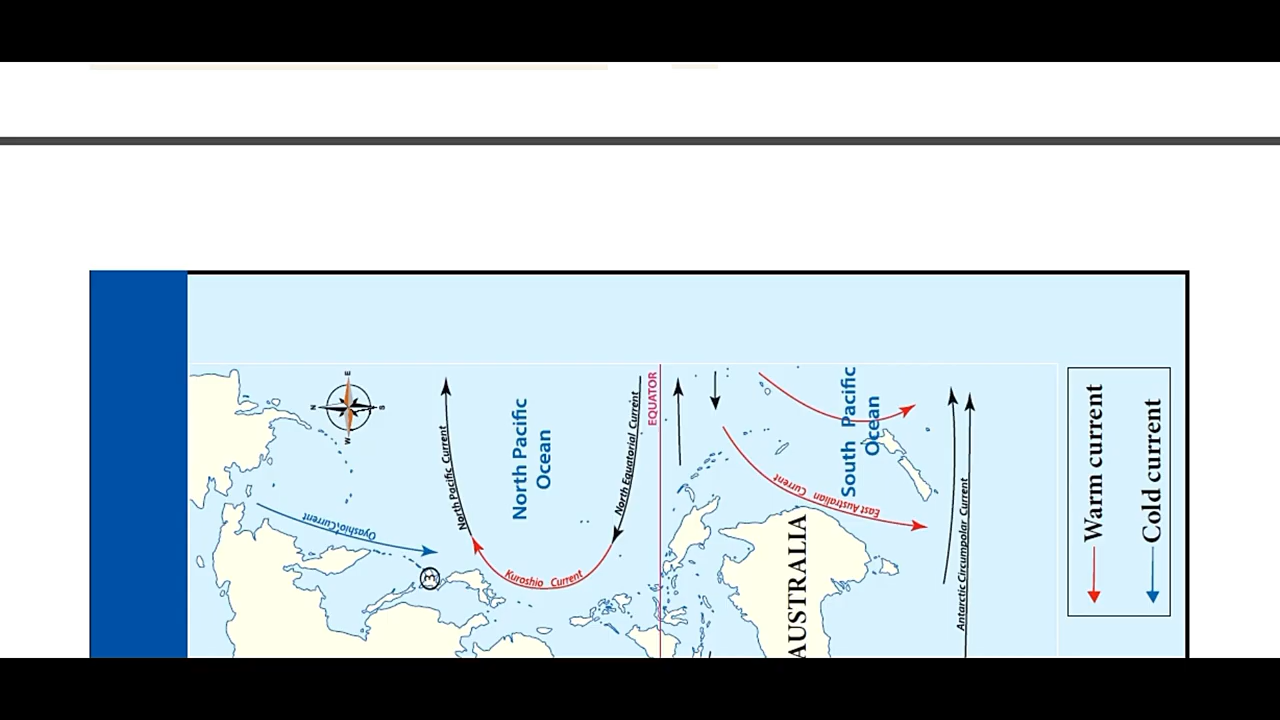 N
E
S
W
North Pacific Current
North Pacific
Ocean
North Equatorial Current
EQUATOR
Oyashio Current
3
Kuroshio Current
South Pacific
Ocean
East Australian Current
AUSTRALIA
Antarctic Circumpolar Current
Warm current
Cold current